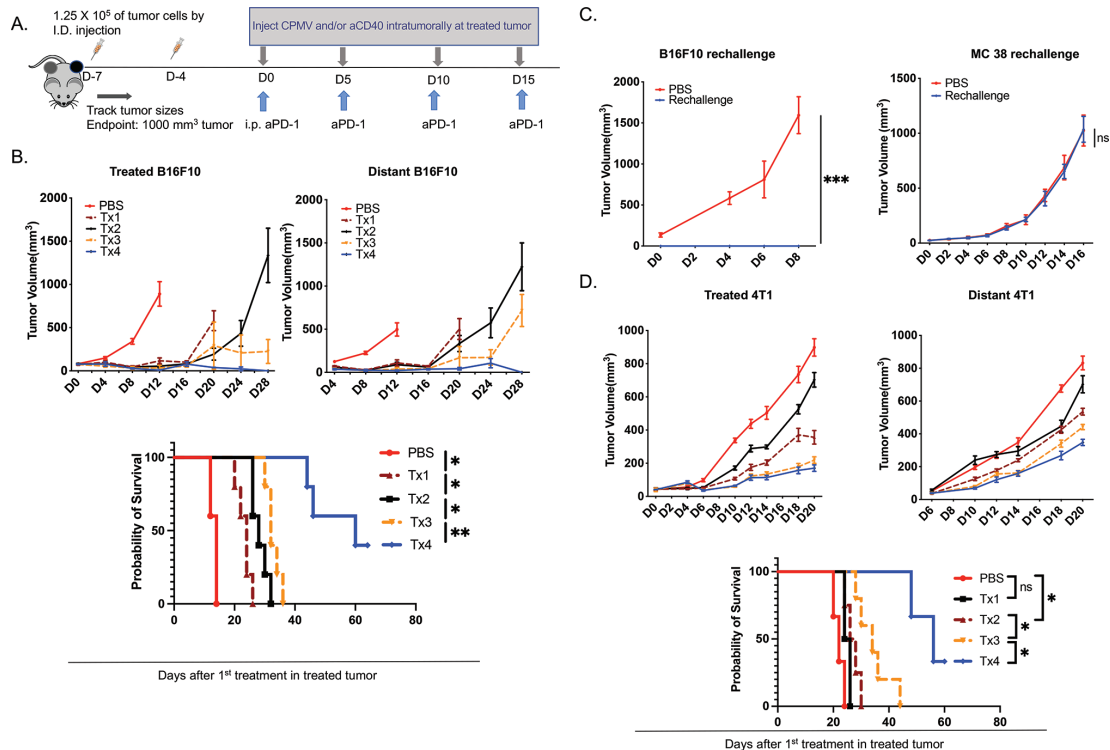 A.
1.25 X 10⁵ of tumor cells by
I.D. injection
Inject CPMV and/or aCD40 intratumorally at treated tumor
D-7
D-4
D0
D5
D10
D15
Track tumor sizes
Endpoint: 1000 mm³ tumor
i.p. aPD-1
aPD-1
aPD-1
aPD-1
B.
Treated B16F10
Tumor Volume(mm³)
2000
1500
1000
500
0
PBS
Tx1
Tx2
Tx3
Tx4
D0
D4
D8
D12
D16
D20
D24
D28
Distant B16F10
Tumor Volume(mm³)
2000
1500
1000
500
0
PBS
Tx1
Tx2
Tx3
Tx4
D4
D8
D12
D16
D20
D24
D28
Probability of Survival
100
50
0
0
20
40
60
80
PBS
Tx1
Tx2
Tx3
Tx4
*
*
*
**
Days after 1st treatment in treated tumor
C.
B16F10 rechallenge
Tumor Volume(mm³)
2000
1500
1000
500
0
PBS
Rechallenge
***
D0
D2
D4
D6
D8
MC 38 rechallenge
Tumor Volume(mm³)
1500
1000
500
0
PBS
Rechallenge
ns
D0
D2
D4
D6
D8
D10
D12
D14
D16
D.
Treated 4T1
Tumor Volume(mm³)
1000
800
600
400
200
0
D0
D2
D4
D6
D8
D10
D12
D14
D16
D18
D20
Distant 4T1
Tumor Volume(mm³)
1000
800
600
400
200
0
D6
D8
D10
D12
D14
D16
D18
D20
Probability of Survival
100
50
0
0
20
40
60
80
PBS
Tx1
Tx2
Tx3
Tx4
ns
*
*
*
Days after 1st treatment in treated tumor